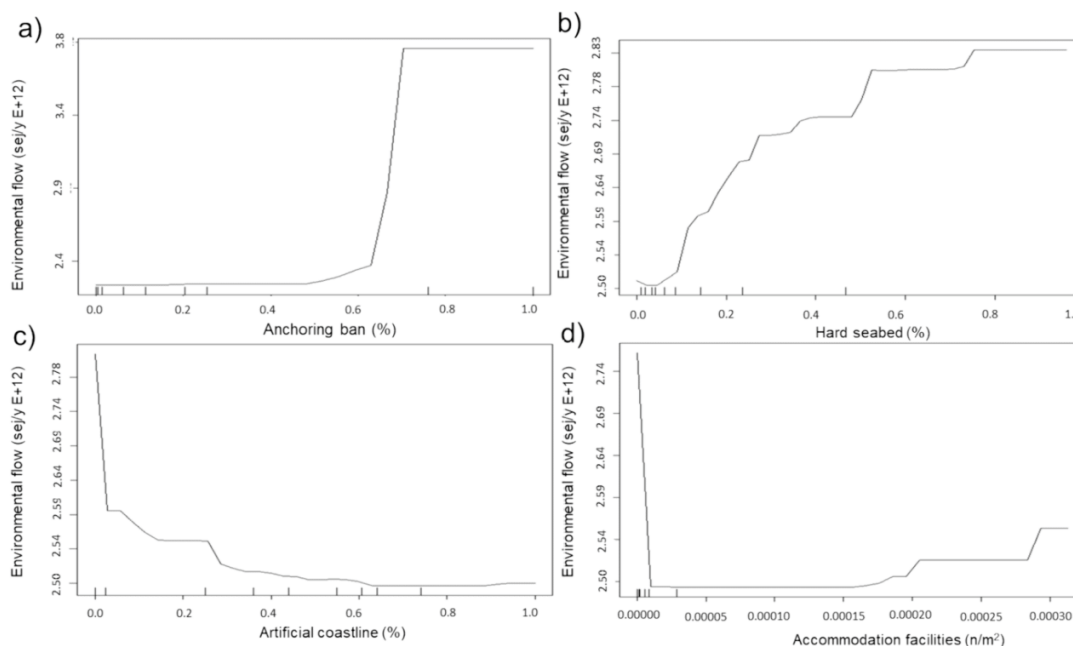 a)
Environmental flow (sej/y E+12)
3.8
3.4
2.9
2.4
0.0 0.2 0.4 0.6 0.8 1.0
Anchoring ban (%)
b)
Environmental flow (sej/y E+12)
2.83
2.78
2.74
2.69
2.64
2.59
2.54
2.50
0.0 0.2 0.4 0.6 0.8 1.0
Hard seabed (%)
c)
Environmental flow (sej/y E+12)
2.78
2.74
2.69
2.64
2.59
2.54
2.50
0.0 0.2 0.4 0.6 0.8 1.0
Artificial coastline (%)
d)
Environmental flow (sej/y E+12)
2.74
2.69
2.64
2.59
2.54
2.50
0.00000 0.00005 0.00010 0.00015 0.00020 0.00025 0.00030
Accommodation facilities (n/m²)